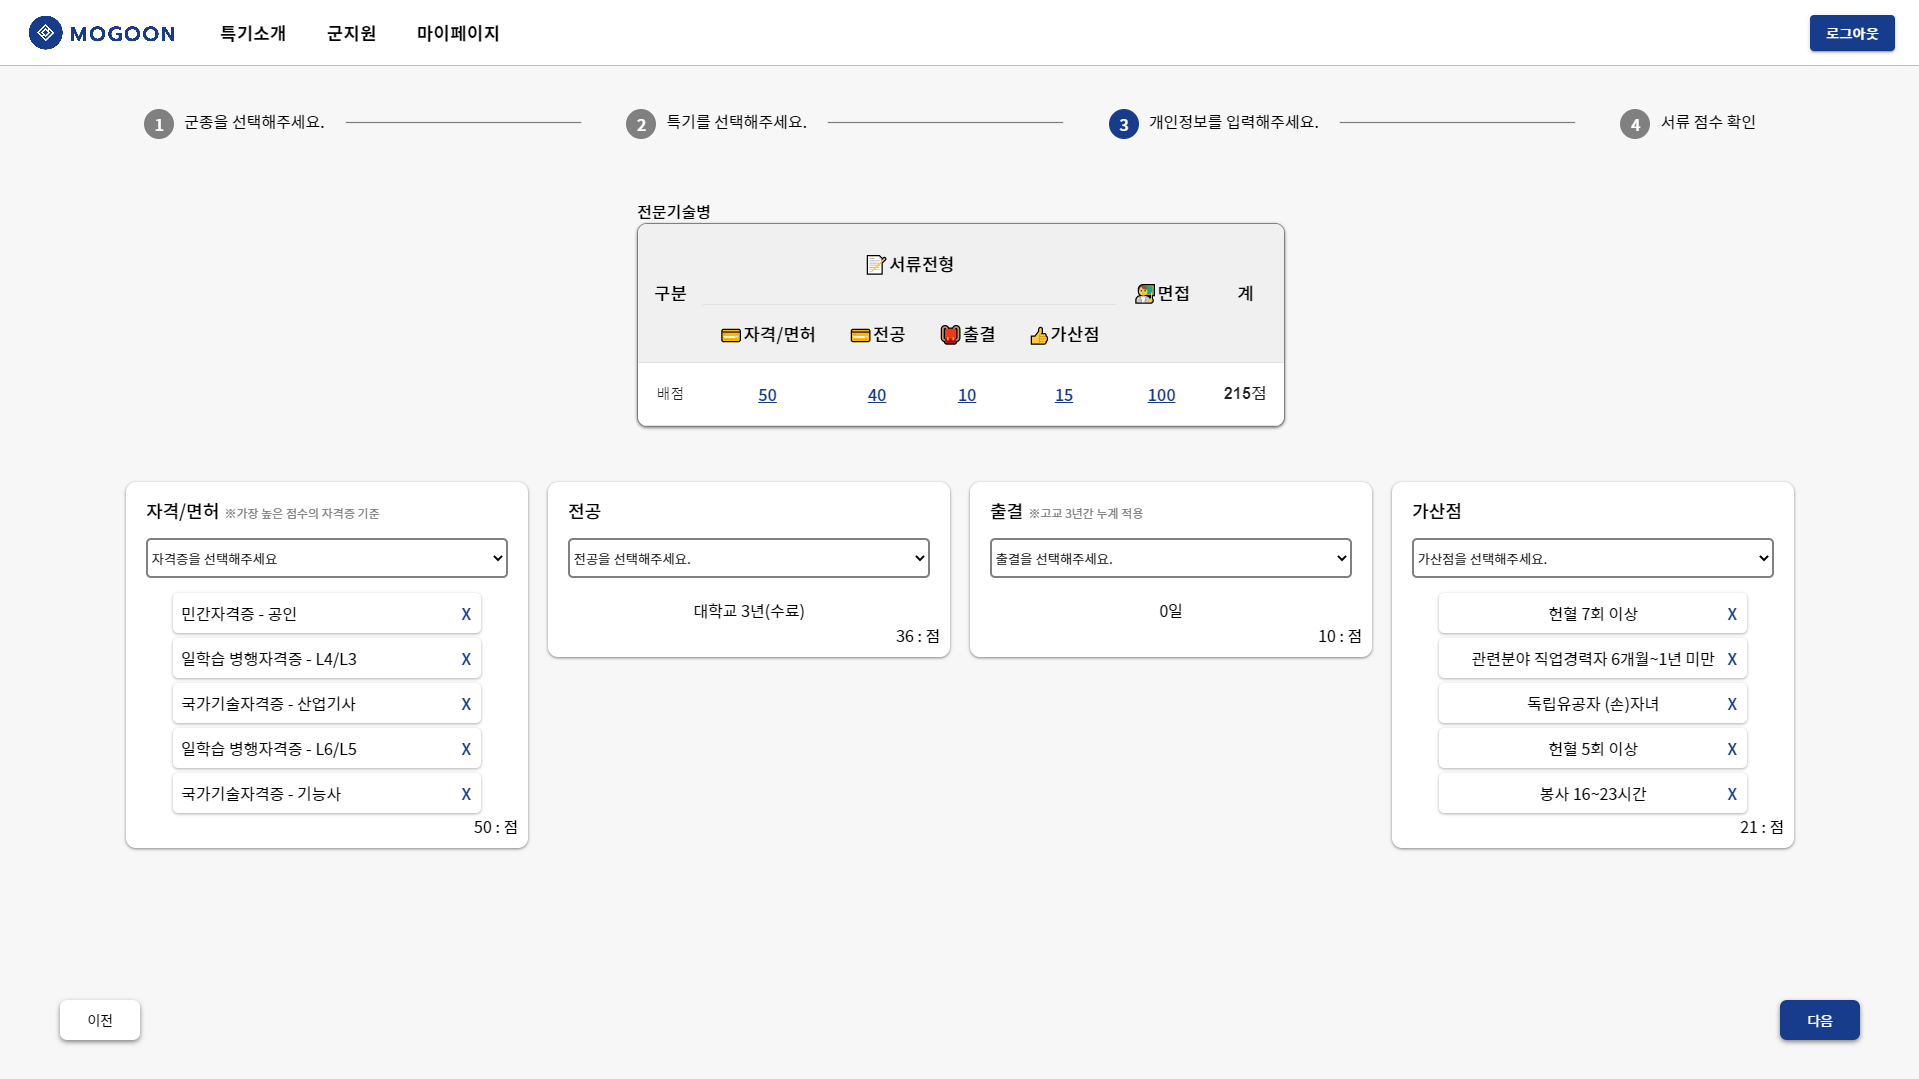 MOGOON 특기소개 군지원 마이페이지 로그아웃
1 군종을 선택해주세요. 2 특기를 선택해주세요. 3 개인정보를 입력해주세요. 4 서류 점수 확인
전문기술병
구분 서류전형 면접 계
자격/면허 전공 출결 가산점
배점 50 40 10 15 100 215점
자격/면허 ※가장 높은 점수의 자격증 기준
자격증을 선택해주세요
민간자격증 - 공인 X
일학습 병행자격증 - L4/L3 X
국가기술자격증 - 산업기사 X
일학습 병행자격증 - L6/L5 X
국가기술자격증 - 기능사 X
50 : 점
전공
전공을 선택해주세요.
대학교 3년(수료)
36 : 점
출결 ※고교 3년간 누계 적용
출결을 선택해주세요.
0일
10 : 점
가산점
가산점을 선택해주세요.
헌혈 7회 이상 X
관련분야 직업경력자 6개월~1년 미만 X
독립유공자 (손)자녀 X
헌혈 5회 이상 X
봉사 16~23시간 X
21 : 점
이전 다음